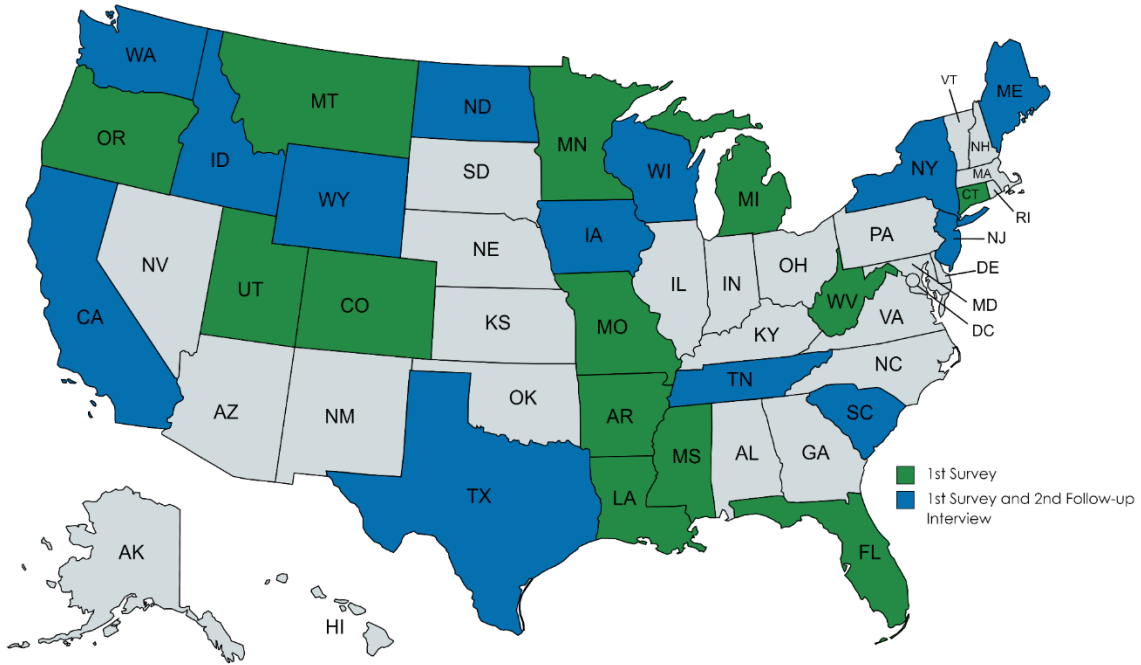 WA
MT
ND
MN
VT
ME
OR
ID
WY
SD
WI
MI
NY
NH
MA
CT
RI
NJ
NE
IA
PA
DE
NV
UT
CO
IL
IN
OH
MD
DC
CA
KS
MO
WV
VA
KY
AZ
NM
OK
AR
TN
NC
SC
MS
AL
GA
TX
LA
FL
AK
HI
1st Survey
1st Survey and 2nd Follow-up
Interview